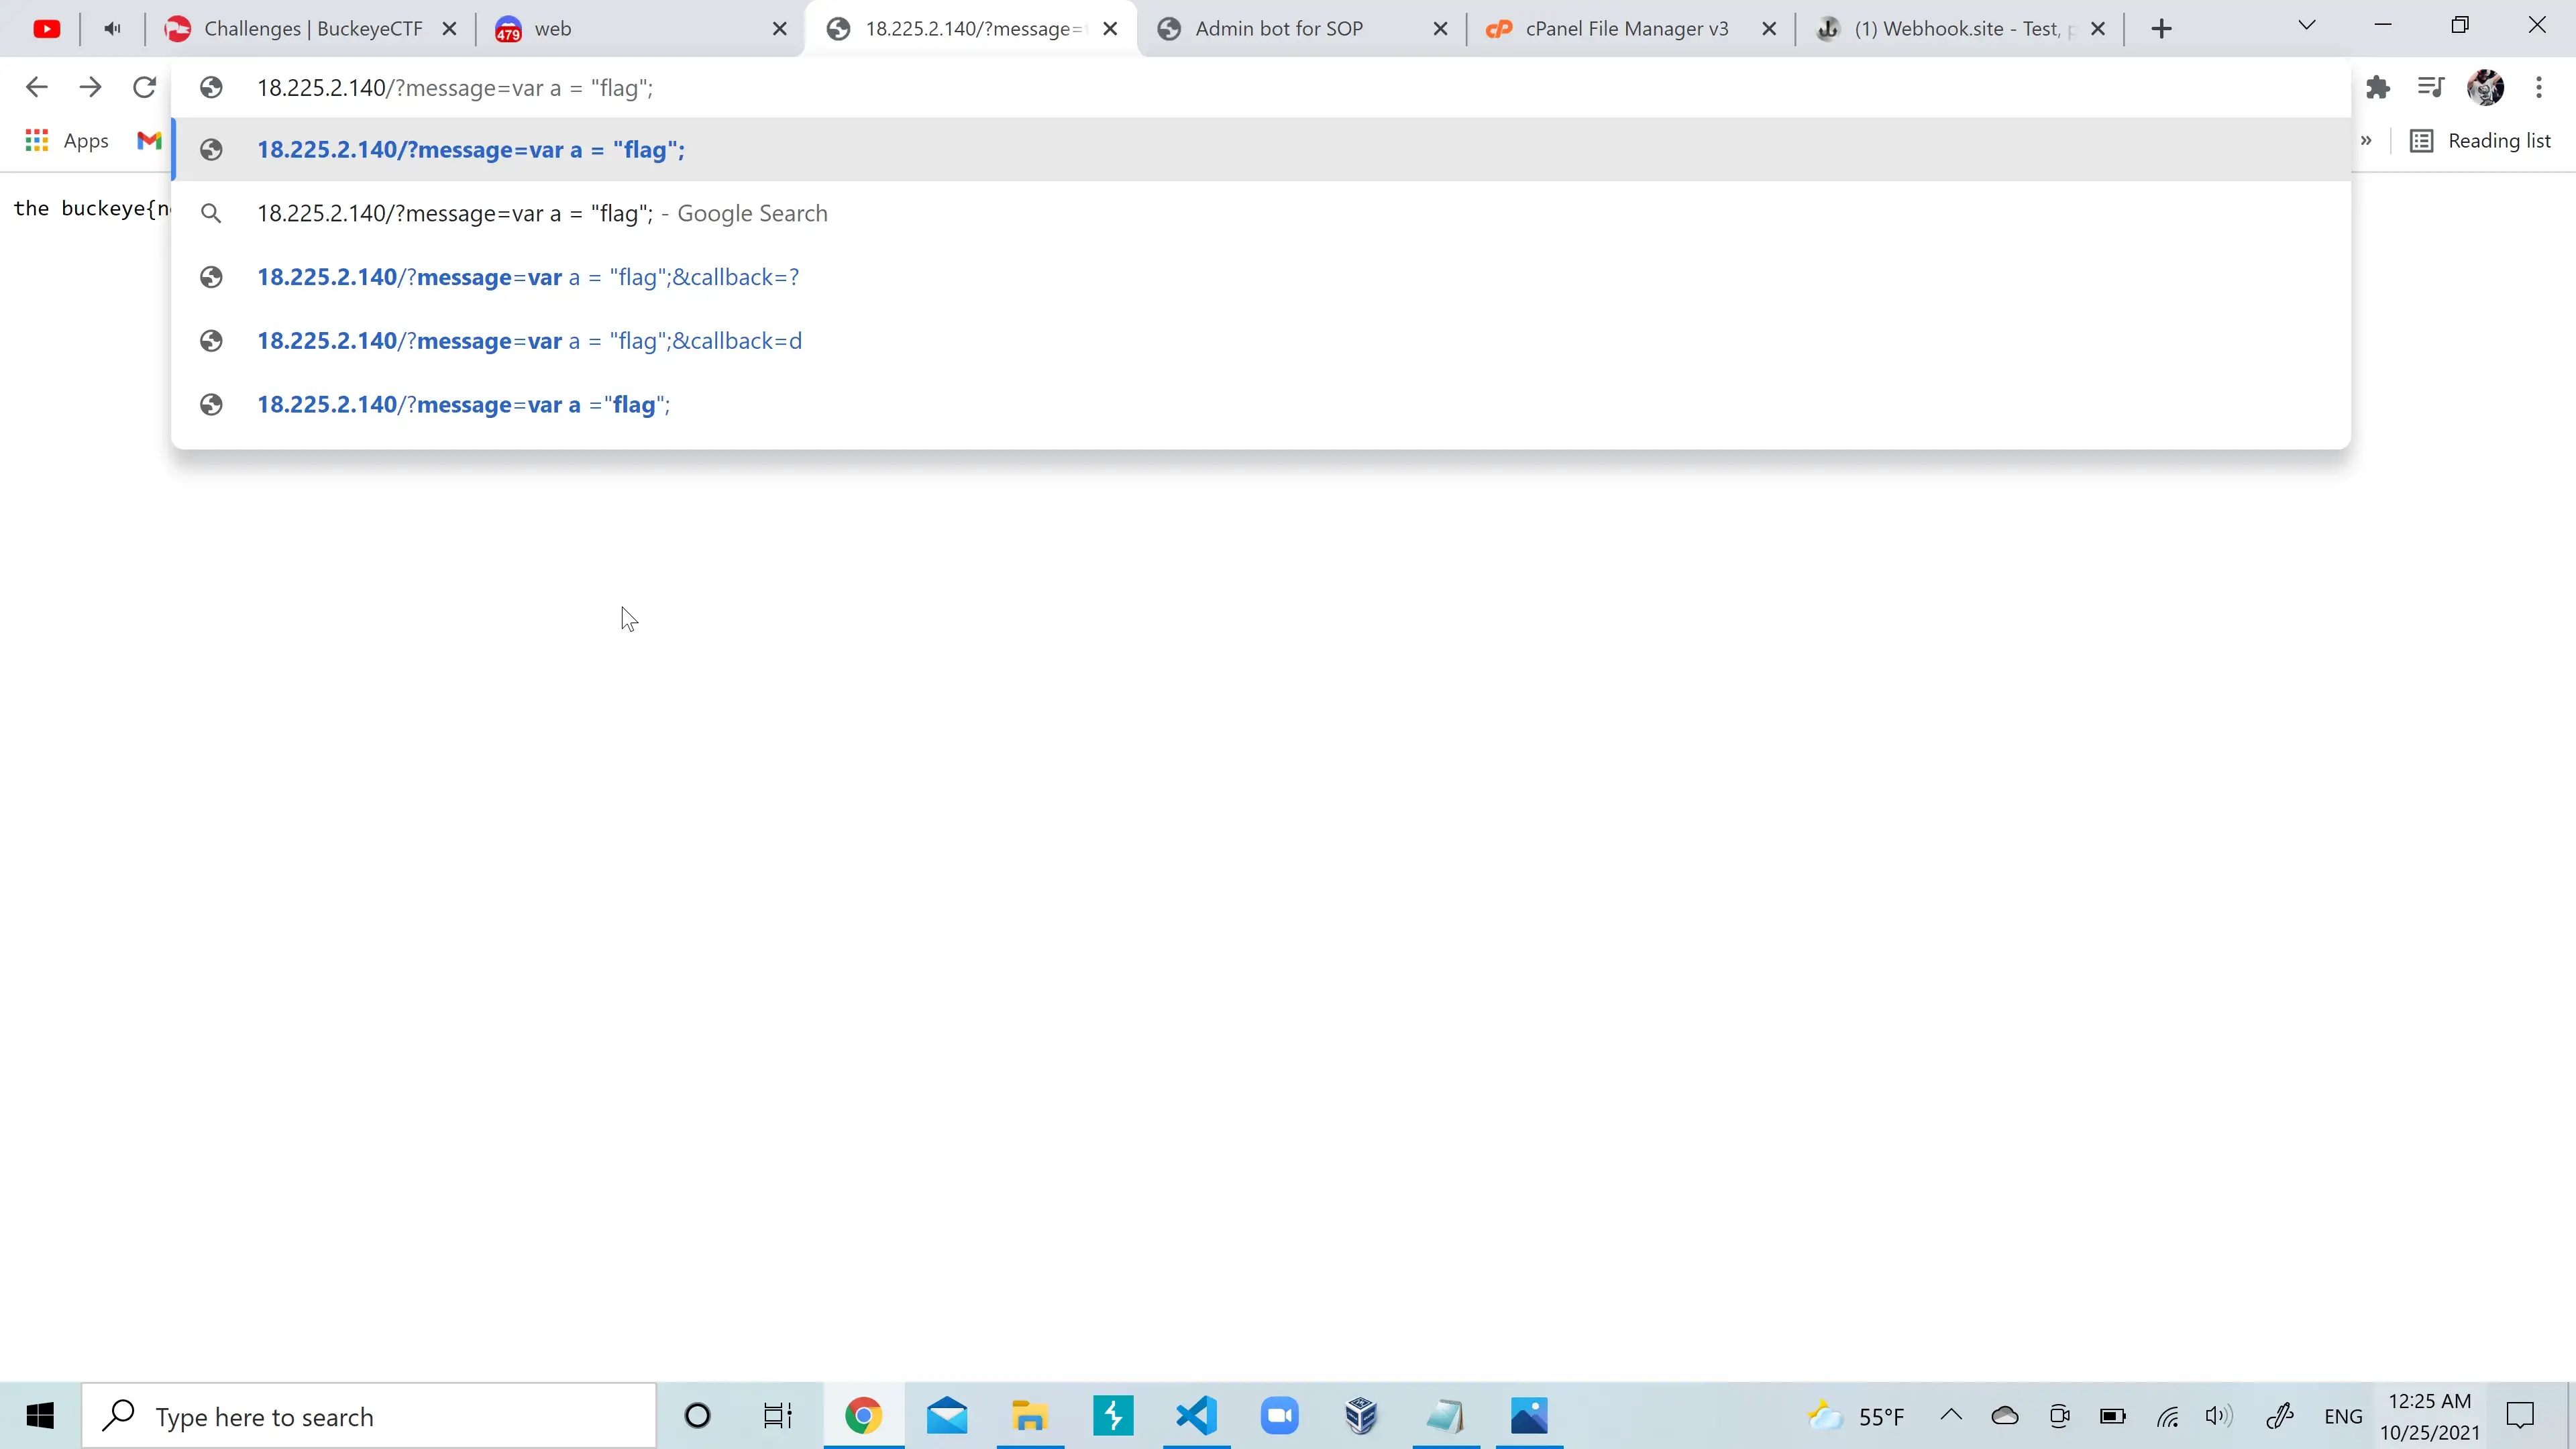 Challenges | BuckeyeCTF
479 web
18.225.2.140/?message=
Admin bot for SOP
cP cPanel File Manager v3
(1) Webhook.site - Test,
18.225.2.140/?message=var a = "flag";
Apps
18.225.2.140/?message=var a = "flag";
Reading list
the buckeye{n
18.225.2.140/?message=var a = "flag"; - Google Search
18.225.2.140/?message=var a = "flag";&callback=?
18.225.2.140/?message=var a = "flag";&callback=d
18.225.2.140/?message=var a ="flag";
Type here to search
55°F
ENG
12:25 AM
10/25/2021